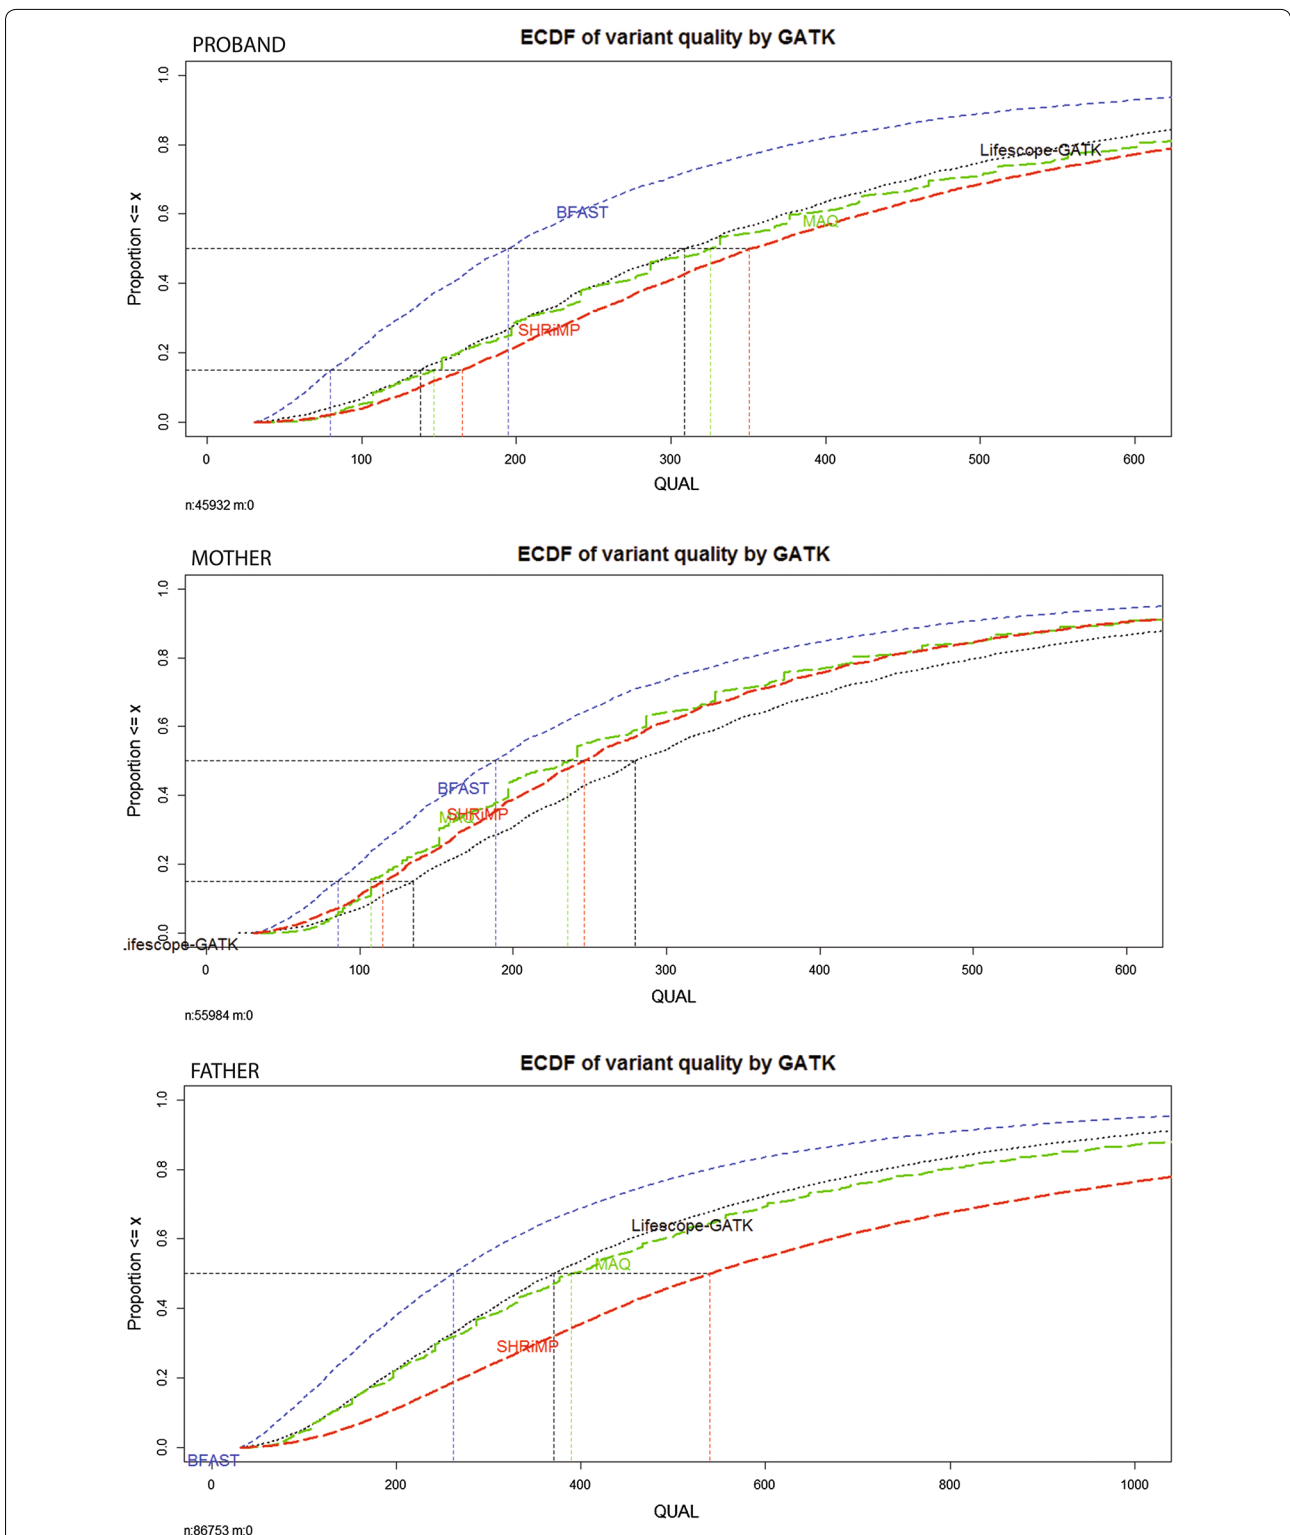 PROBAND
ECDF of variant quality by GATK
1.0
0.8
0.6
0.4
0.2
0.0
Proportion <= x
Lifescope-GATK
BFAST
MAQ
SHRiMP
0 100 200 300 400 500 600
QUAL
n:45932 m:0
MOTHER
ECDF of variant quality by GATK
1.0
0.8
0.6
0.4
0.2
0.0
Proportion <= x
BFAST
MAQ
SHRiMP
.ifescope-GATK
0 100 200 300 400 500 600
QUAL
n:55984 m:0
FATHER
ECDF of variant quality by GATK
1.0
0.8
0.6
0.4
0.2
0.0
Proportion <= x
Lifescope-GATK
MAQ
SHRiMP
BFAST
0 200 400 600 800 1000
QUAL
n:86753 m:0